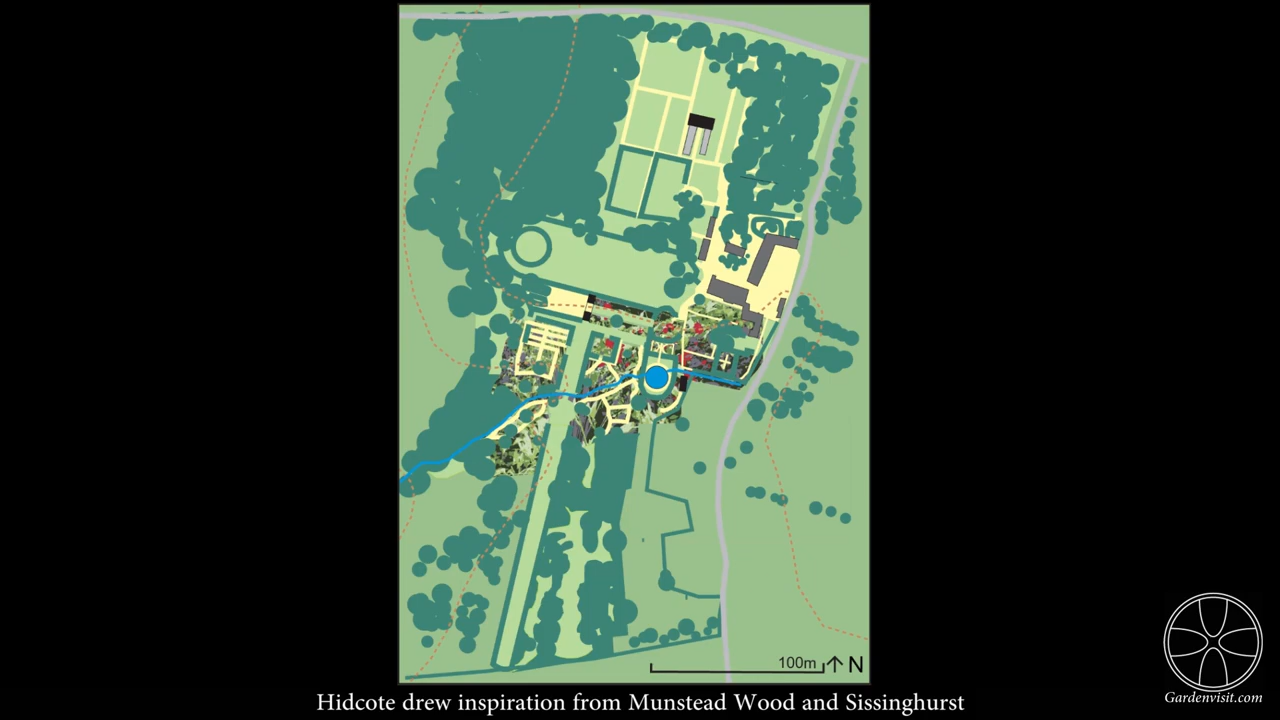 100m N
Hidcote drew inspiration from Munstead Wood and Sissinghurst
Gardenvisit.com